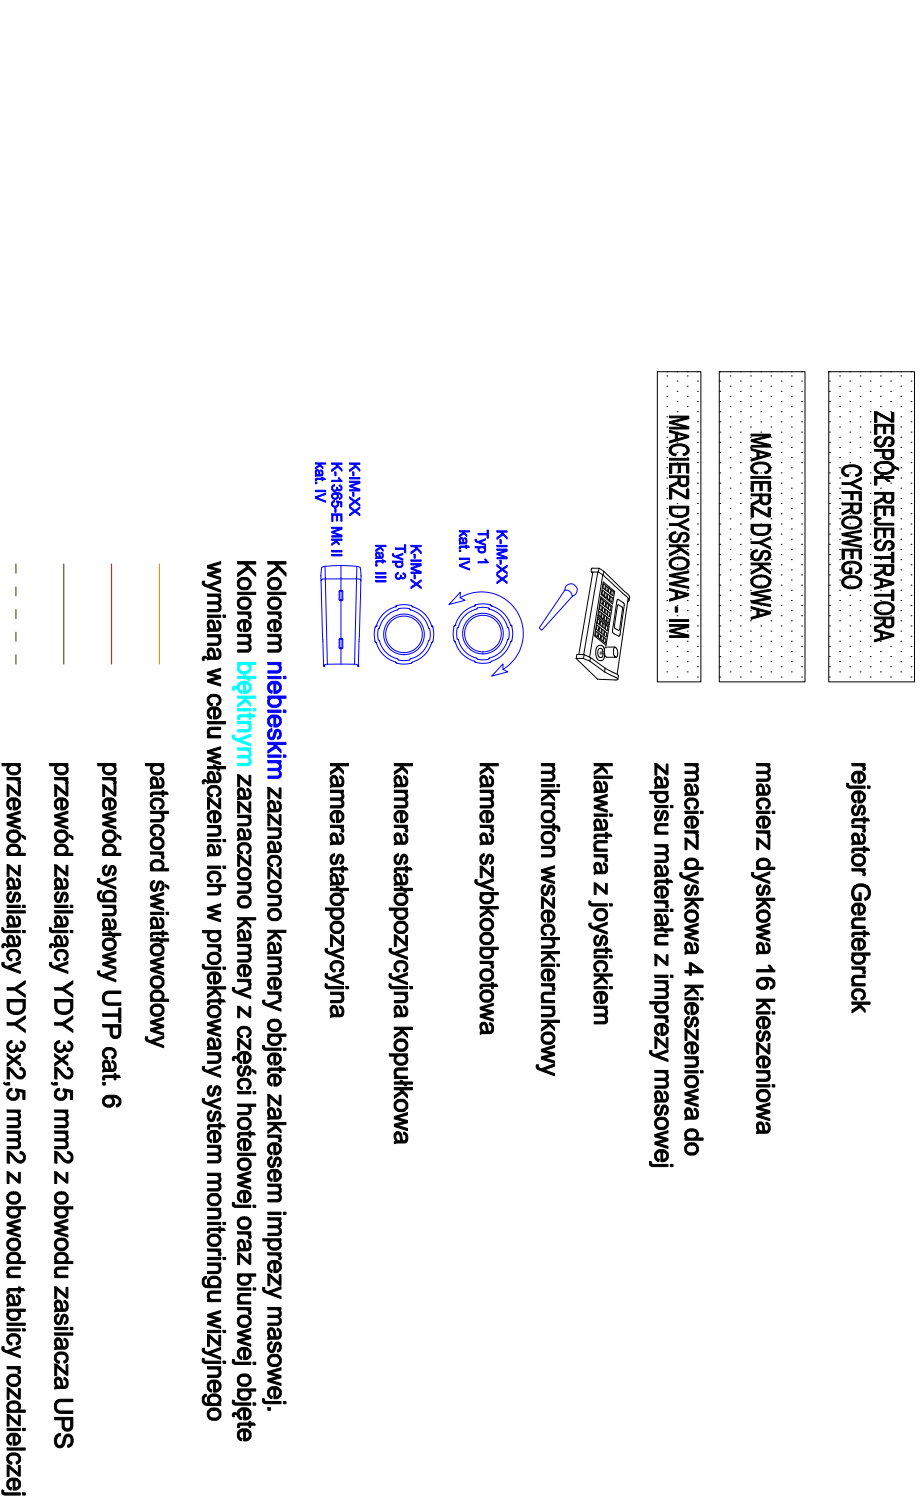 ZESPÓŁ REJESTRATORA
CYFROWEGO
rejestrator Geutebruck
MACIERZ DYSKOWA
macierz dyskowa 16 kieszeniowa
MACIERZ DYSKOWA - IM
macierz dyskowa 4 kieszeniowa do
zapisu materiału z imprezy masowej
klawiatura z joystickiem
mikrofon wszechkierunkowy
K-IM-XX
Typ 1
kat. IV
kamera szybkoobrotowa
K-IM-X
Typ 3
kat. III
kamera stałopozycyjna kopułkowa
K-IM-XX
K-1365-E Mk II
kat. IV
kamera stałopozycyjna
Kolorem niebieskim zaznaczono kamery objete zakresem imprezy masowej.
Kolorem błękitnym zaznaczono kamery z części hotelowej oraz biurowej objęte
wymianą w celu włączenia ich w projektowany system monitoringu wizyjnego
patchcord światłowodowy
przewód sygnałowy UTP cat. 6
przewód zasilający YDY 3x2,5 mm2 z obwodu zasilacza UPS
przewód zasilający YDY 3x2,5 mm2 z obwodu tablicy rozdzielczej